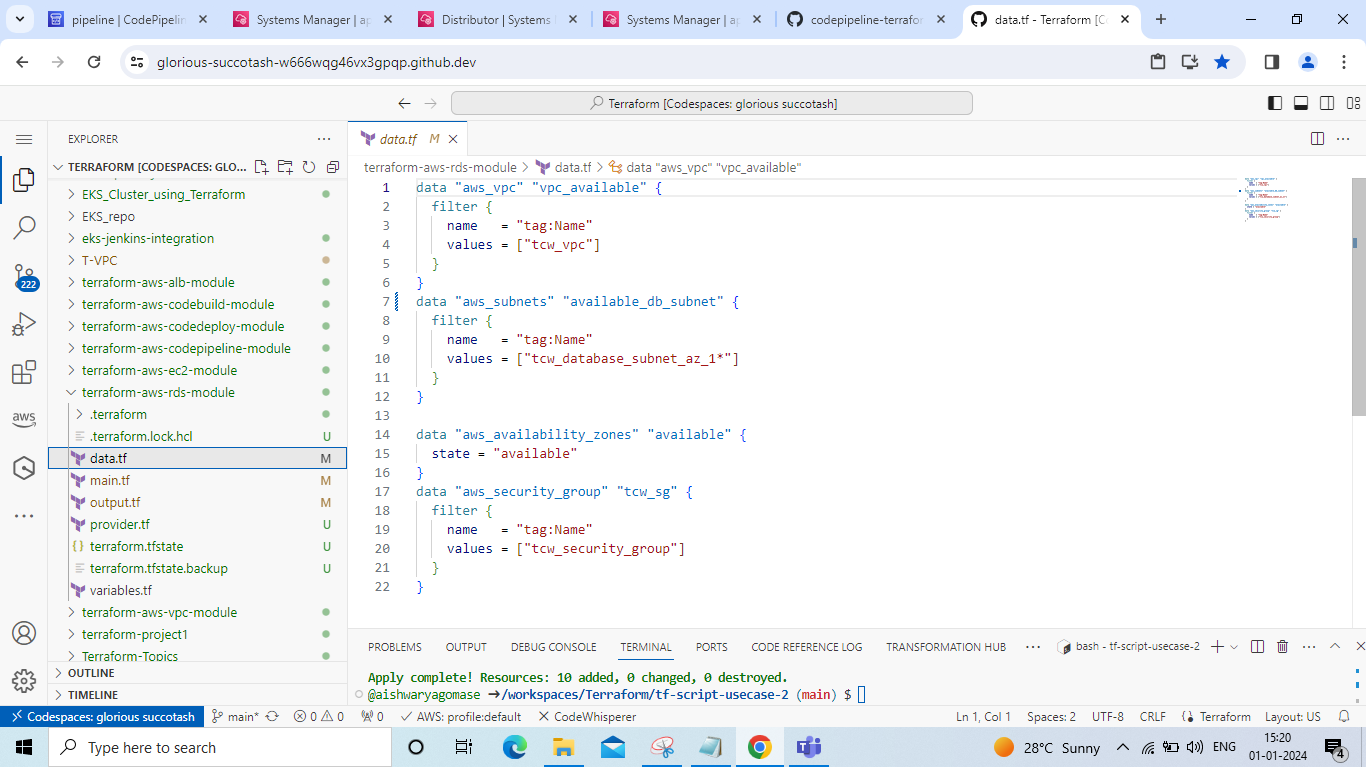 pipeline | CodePipelin
Systems Manager | ap
Distributor | Systems
Systems Manager | ap
codepipeline-terrafor
data.tf - Terraform [Co
glorious-succotash-w666wqg46vx3gpqp.github.dev
Terraform [Codespaces: glorious succotash]
EXPLORER
TERRAFORM [CODESPACES: GLO...
EKS_Cluster_using_Terraform
EKS_repo
eks-jenkins-integration
T-VPC
terraform-aws-alb-module
terraform-aws-codebuild-module
terraform-aws-codedeploy-module
terraform-aws-codepipeline-module
terraform-aws-ec2-module
terraform-aws-rds-module
.terraform
.terraform.lock.hcl U
data.tf M
main.tf M
output.tf M
provider.tf U
terraform.tfstate U
terraform.tfstate.backup U
variables.tf
terraform-aws-vpc-module
terraform-project1
Terraform-Topics
OUTLINE
TIMELINE
222
aws
data.tf M
terraform-aws-rds-module > data.tf > data "aws_vpc" "vpc_available"
1 data "aws_vpc" "vpc_available" {
2 filter {
3 name = "tag:Name"
4 values = ["tcw_vpc"]
5 }
6 }
7 data "aws_subnets" "available_db_subnet" {
8 filter {
9 name = "tag:Name"
10 values = ["tcw_database_subnet_az_1*"]
11 }
12 }
13
14 data "aws_availability_zones" "available" {
15 state = "available"
16 }
17 data "aws_security_group" "tcw_sg" {
18 filter {
19 name = "tag:Name"
20 values = ["tcw_security_group"]
21 }
22 }
PROBLEMS OUTPUT DEBUG CONSOLE TERMINAL PORTS CODE REFERENCE LOG TRANSFORMATION HUB ... bash - tf-script-usecase-2
Apply complete! Resources: 10 added, 0 changed, 0 destroyed.
@aishwaryagomase →/workspaces/Terraform/tf-script-usecase-2 (main) $
Codespaces: glorious succotash main* 0 0 0 AWS: profile:default CodeWhisperer Ln 1, Col 1 Spaces: 2 UTF-8 CRLF Terraform Layout: US
Type here to search
28°C Sunny
ENG
15:20
01-01-2024
4